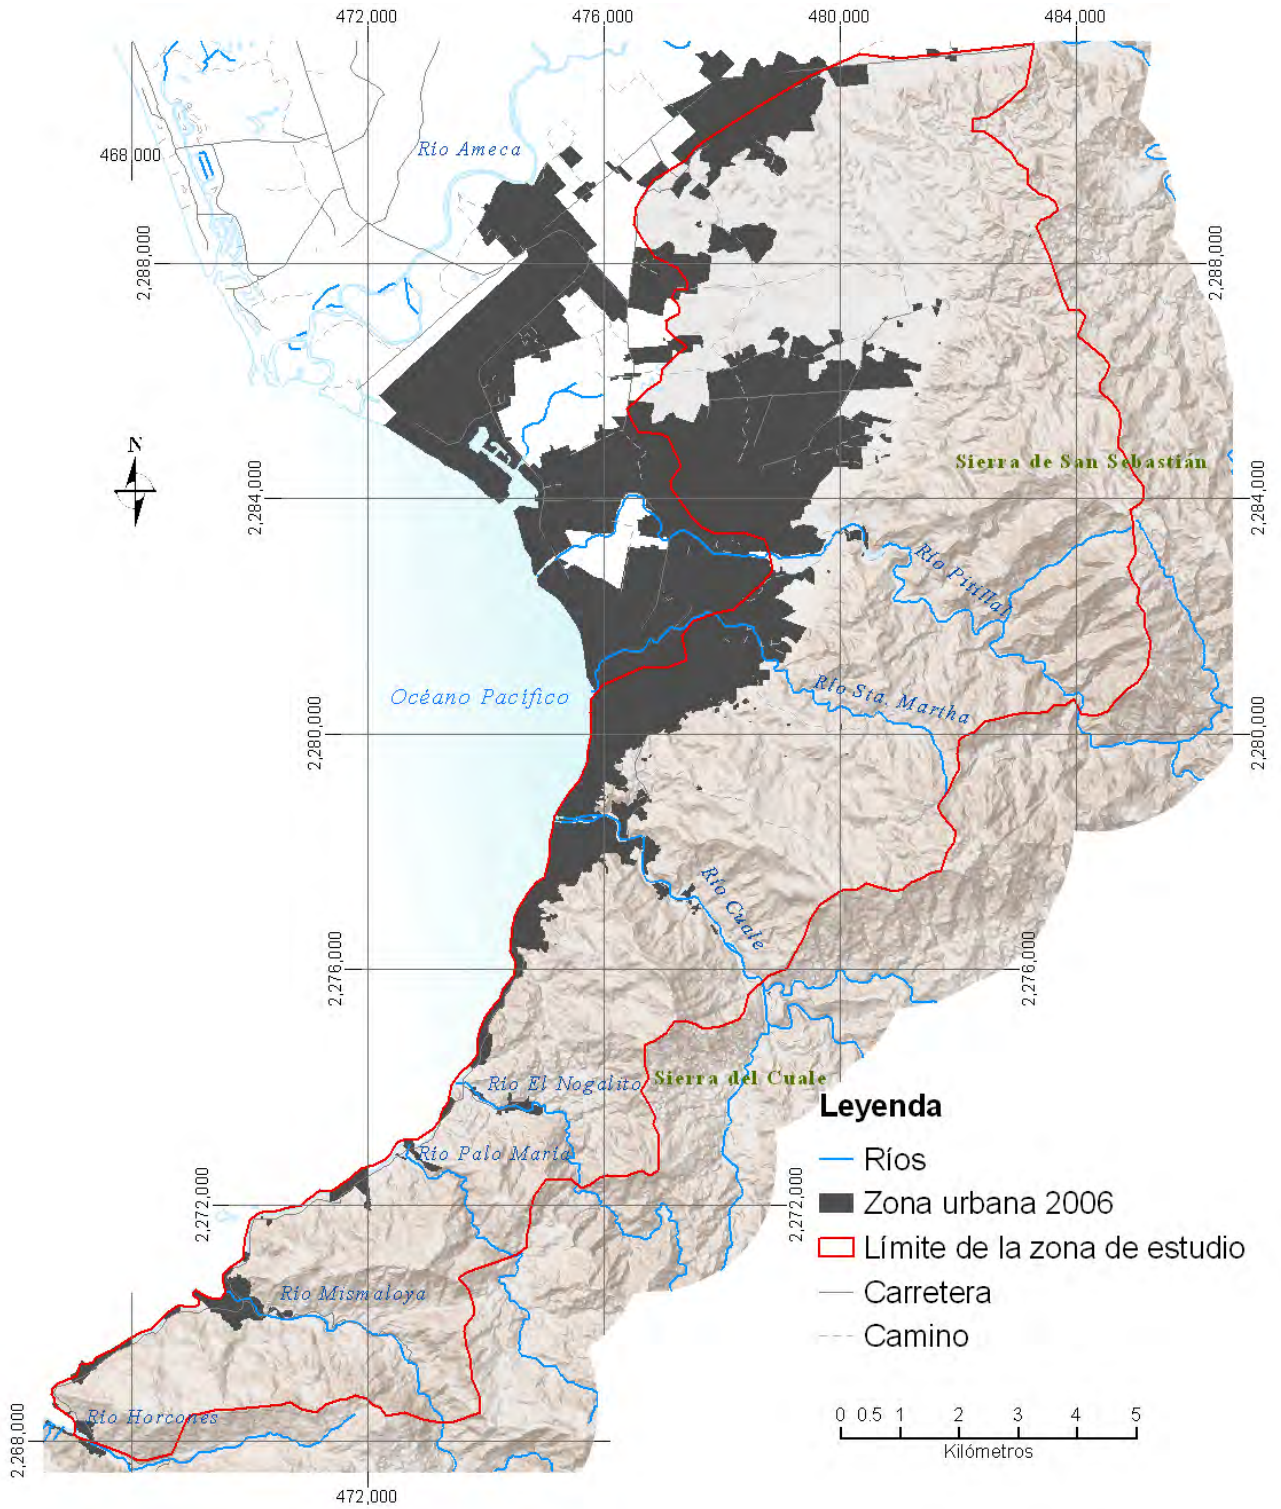 472,000
476,000
480,000
484,000
Río Ameca
468,000
2,288,000
2,288,000
N
Sierra de San Sebastián
2,284,000
2,284,000
Río Pitillal
Río Sta. Martha
Océano Pacífico
2,280,000
2,280,000
Río Cuale
2,276,000
2,276,000
Río El Nogalito
Sierra del Cuale
Río Palo María
2,272,000
2,272,000
Río Mismaloya
Río Horcones
2,268,000
472,000
Leyenda
Ríos
Zona urbana 2006
Límite de la zona de estudio
Carretera
Camino
0 0.5 1 2 3 4 5
Kilómetros